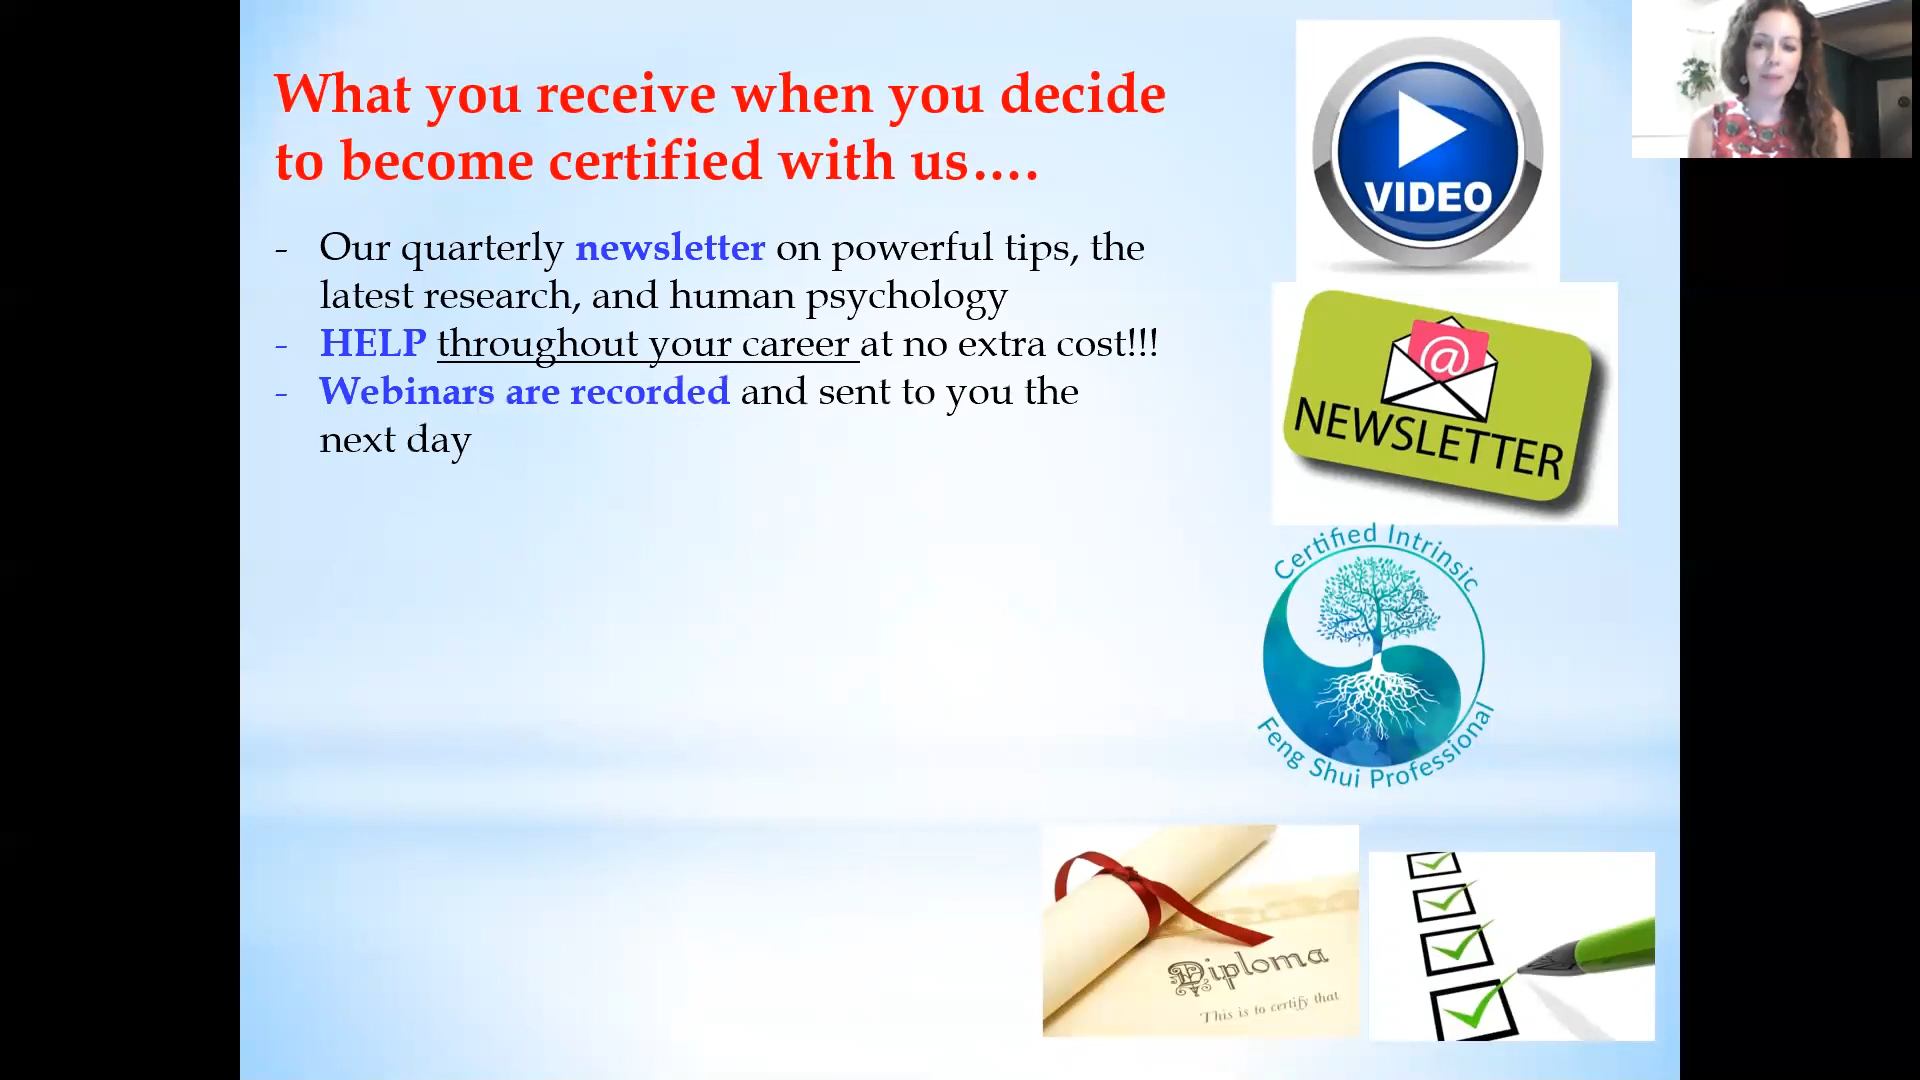 What you receive when you decide
to become certified with us….
- Our quarterly newsletter on powerful tips, the
latest research, and human psychology
- HELP throughout your career at no extra cost!!!
- Webinars are recorded and sent to you the
next day
VIDEO
@
NEWSLETTER
Certified Intrinsic
Feng Shui Professional
Diploma
This is to certify that